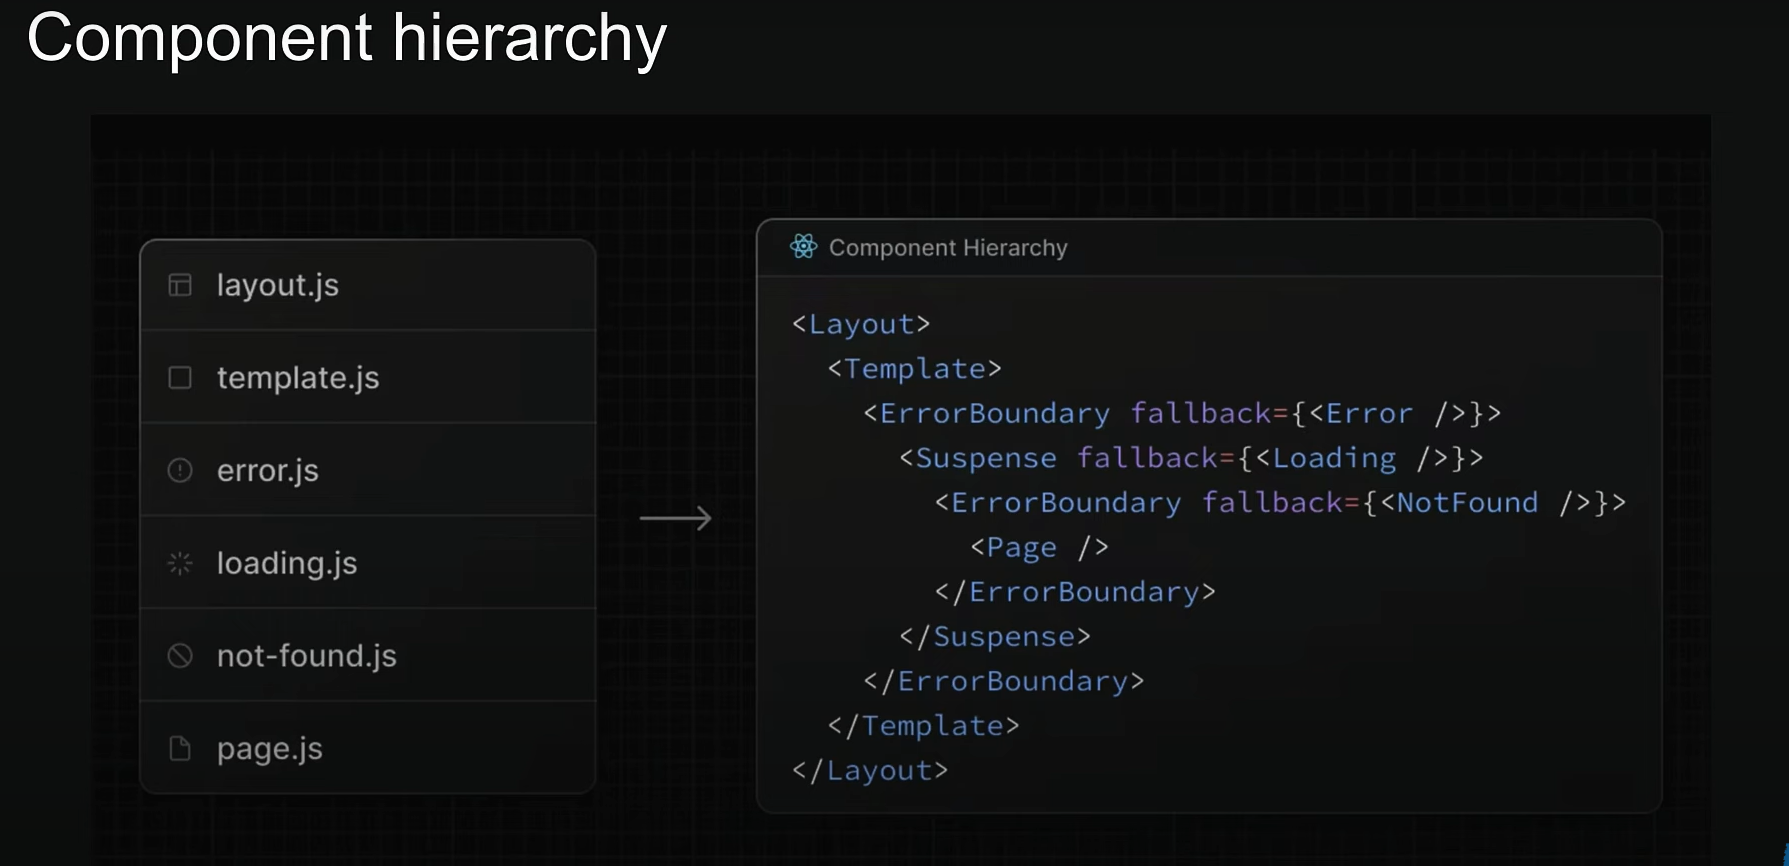 Component hierarchy
layout.js
template.js
error.js
loading.js
not-found.js
page.js
Component Hierarchy
<Layout>
<Template>
<ErrorBoundary fallback={<Error />}>
<Suspense fallback={<Loading />}>
<ErrorBoundary fallback={<NotFound />}>
<Page />
</ErrorBoundary>
</Suspense>
</ErrorBoundary>
</Template>
</Layout>